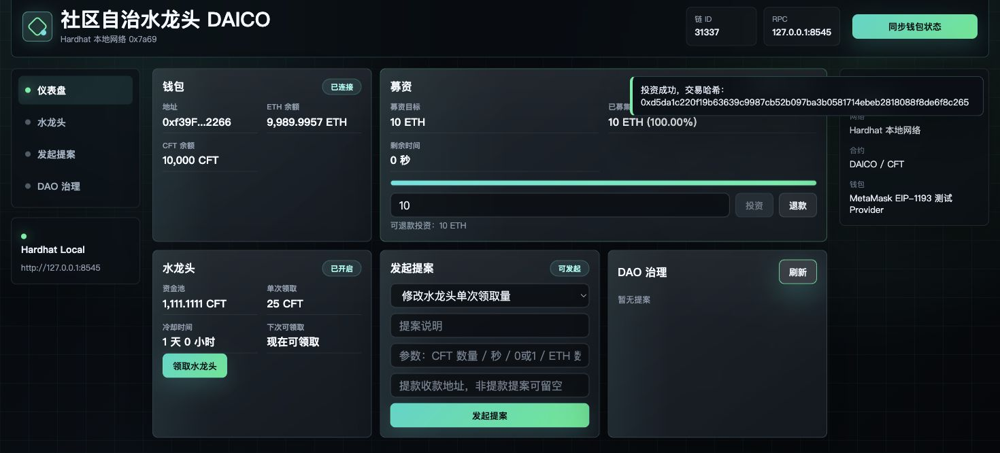 社区自治水龙头 DAICO
Hardhat 本地网络 0x7a69
链 ID
31337
RPC
127.0.0.1:8545
同步钱包状态
仪表盘
水龙头
发起提案
DAO 治理
Hardhat Local
http://127.0.0.1:8545
钱包
已连接
地址
0xf39F...2266
ETH 余额
9,989.9957 ETH
CFT 余额
10,000 CFT
募资
募资目标
10 ETH
已募集
10 ETH (100.00%)
剩余时间
0 秒
10
投资
退款
可退款投资：10 ETH
投资成功，交易哈希：
0xd5da1c220f19b63639c9987cb52b097ba3b0581714ebeb2818088f8de6f8c265
网络
Hardhat 本地网络
合约
DAICO / CFT
钱包
MetaMask EIP-1193 测试
Provider
水龙头
已开启
资金池
1,111.1111 CFT
单次领取
25 CFT
冷却时间
1 天 0 小时
下次可领取
现在可领取
领取水龙头
发起提案
可发起
修改水龙头单次领取量
提案说明
参数：CFT 数量 / 秒 / 0或1 / ETH 数
提款收款地址，非提款提案可留空
发起提案
DAO 治理
刷新
暂无提案